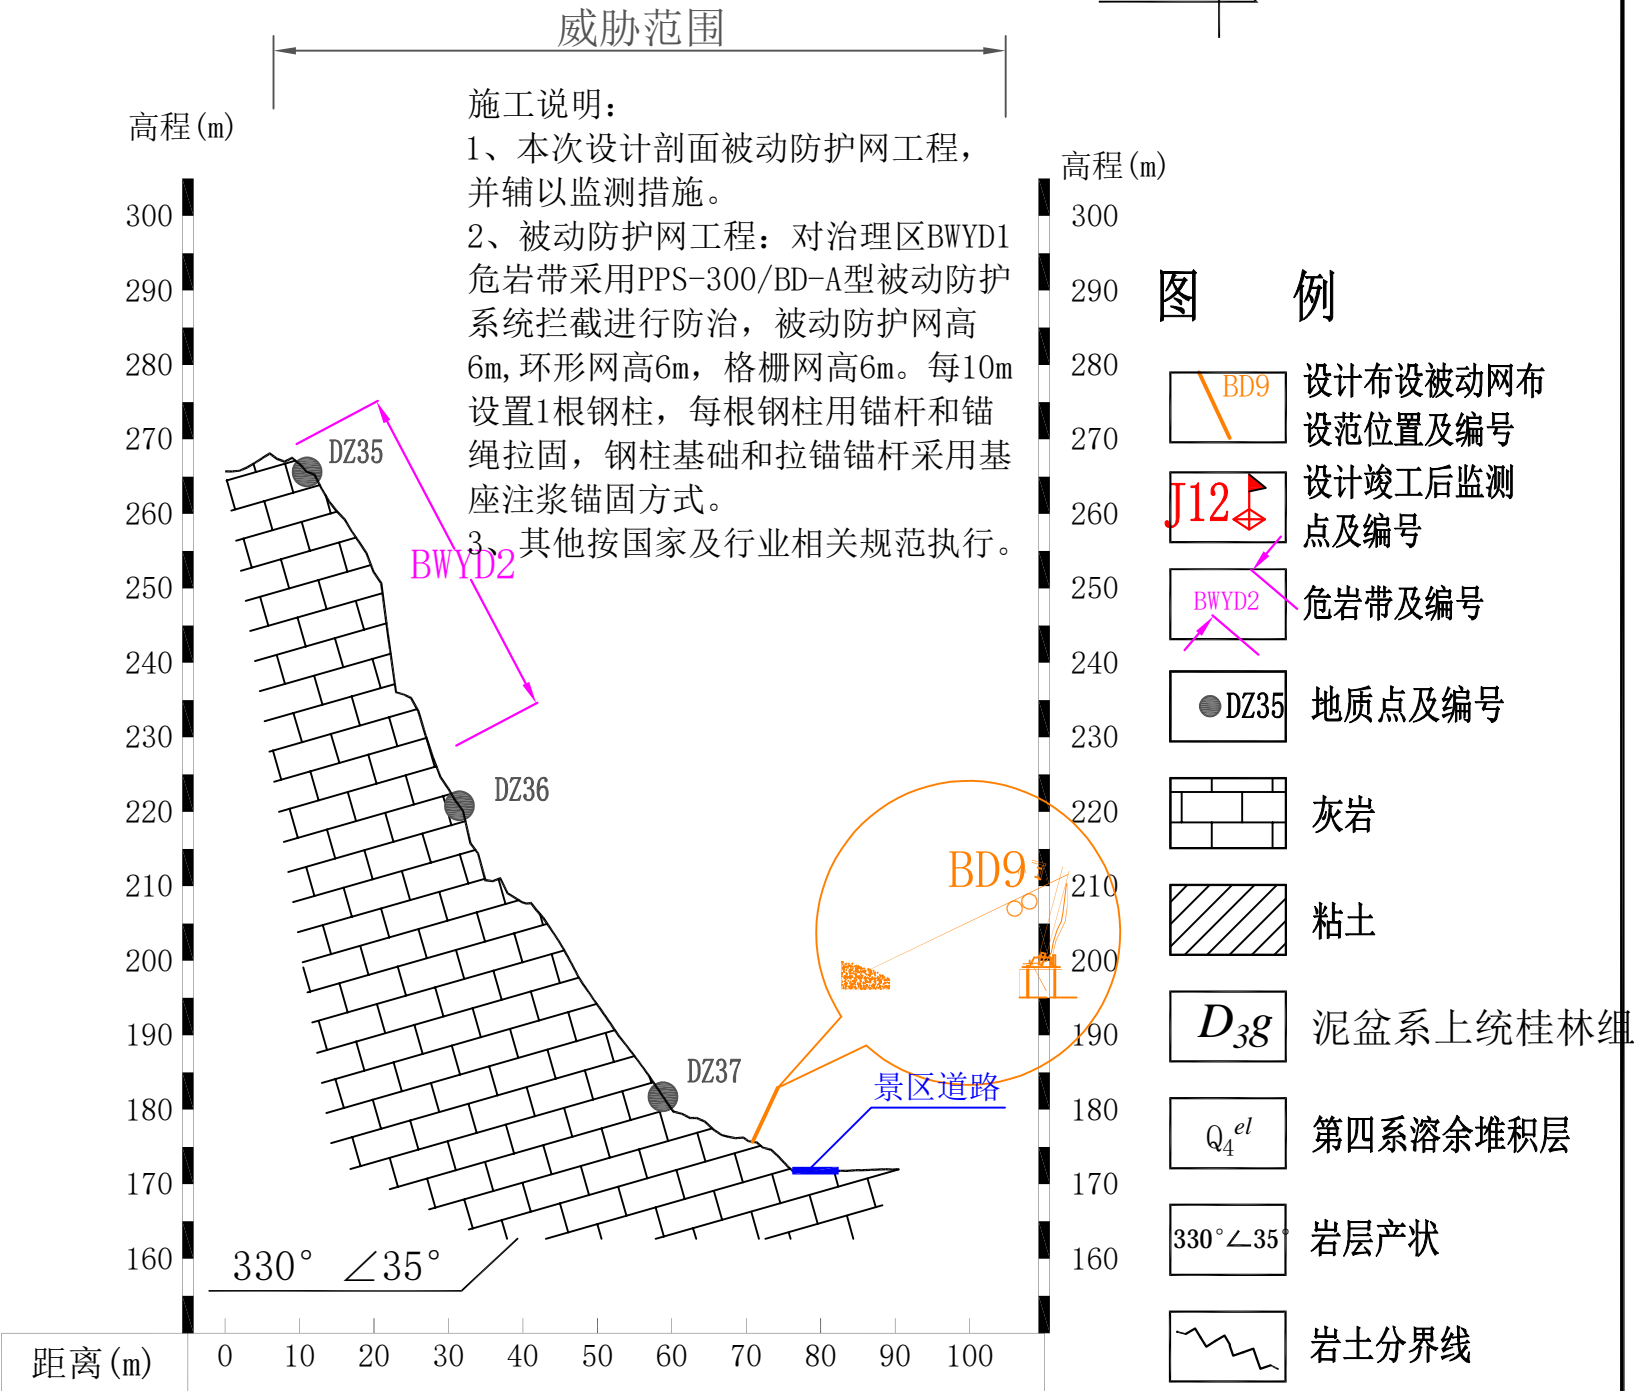 威胁范围
施工说明：
1、本次设计剖面被动防护网工程，
并辅以监测措施。
2、被动防护网工程：对治理区BWYD1
危岩带采用PPS-300/BD-A型被动防护
系统拦截进行防治，被动防护网高
6m,环形网高6m，格栅网高6m。每10m
设置1根钢柱，每根钢柱用锚杆和锚
绳拉固，钢柱基础和拉锚锚杆采用基
座注浆锚固方式。
3、其他按国家及行业相关规范执行。
高程(m)
300
290
280
270
260
250
240
230
220
210
200
190
180
170
160
DZ35
BWYD2
DZ36
DZ37
BD9
景区道路
330° ∠35°
高程(m)
300
290
280
270
260
250
240
230
220
210
200
190
180
170
160
距离(m) 0 10 20 30 40 50 60 70 80 90 100
图 例
BD9 设计布设被动网布
设范位置及编号
J12 设计竣工后监测
点及编号
BWYD2 危岩带及编号
DZ35 地质点及编号
灰岩
粘土
D₃g 泥盆系上统桂林组
Q₄ᵉˡ 第四系溶余堆积层
330°∠35° 岩层产状
岩土分界线